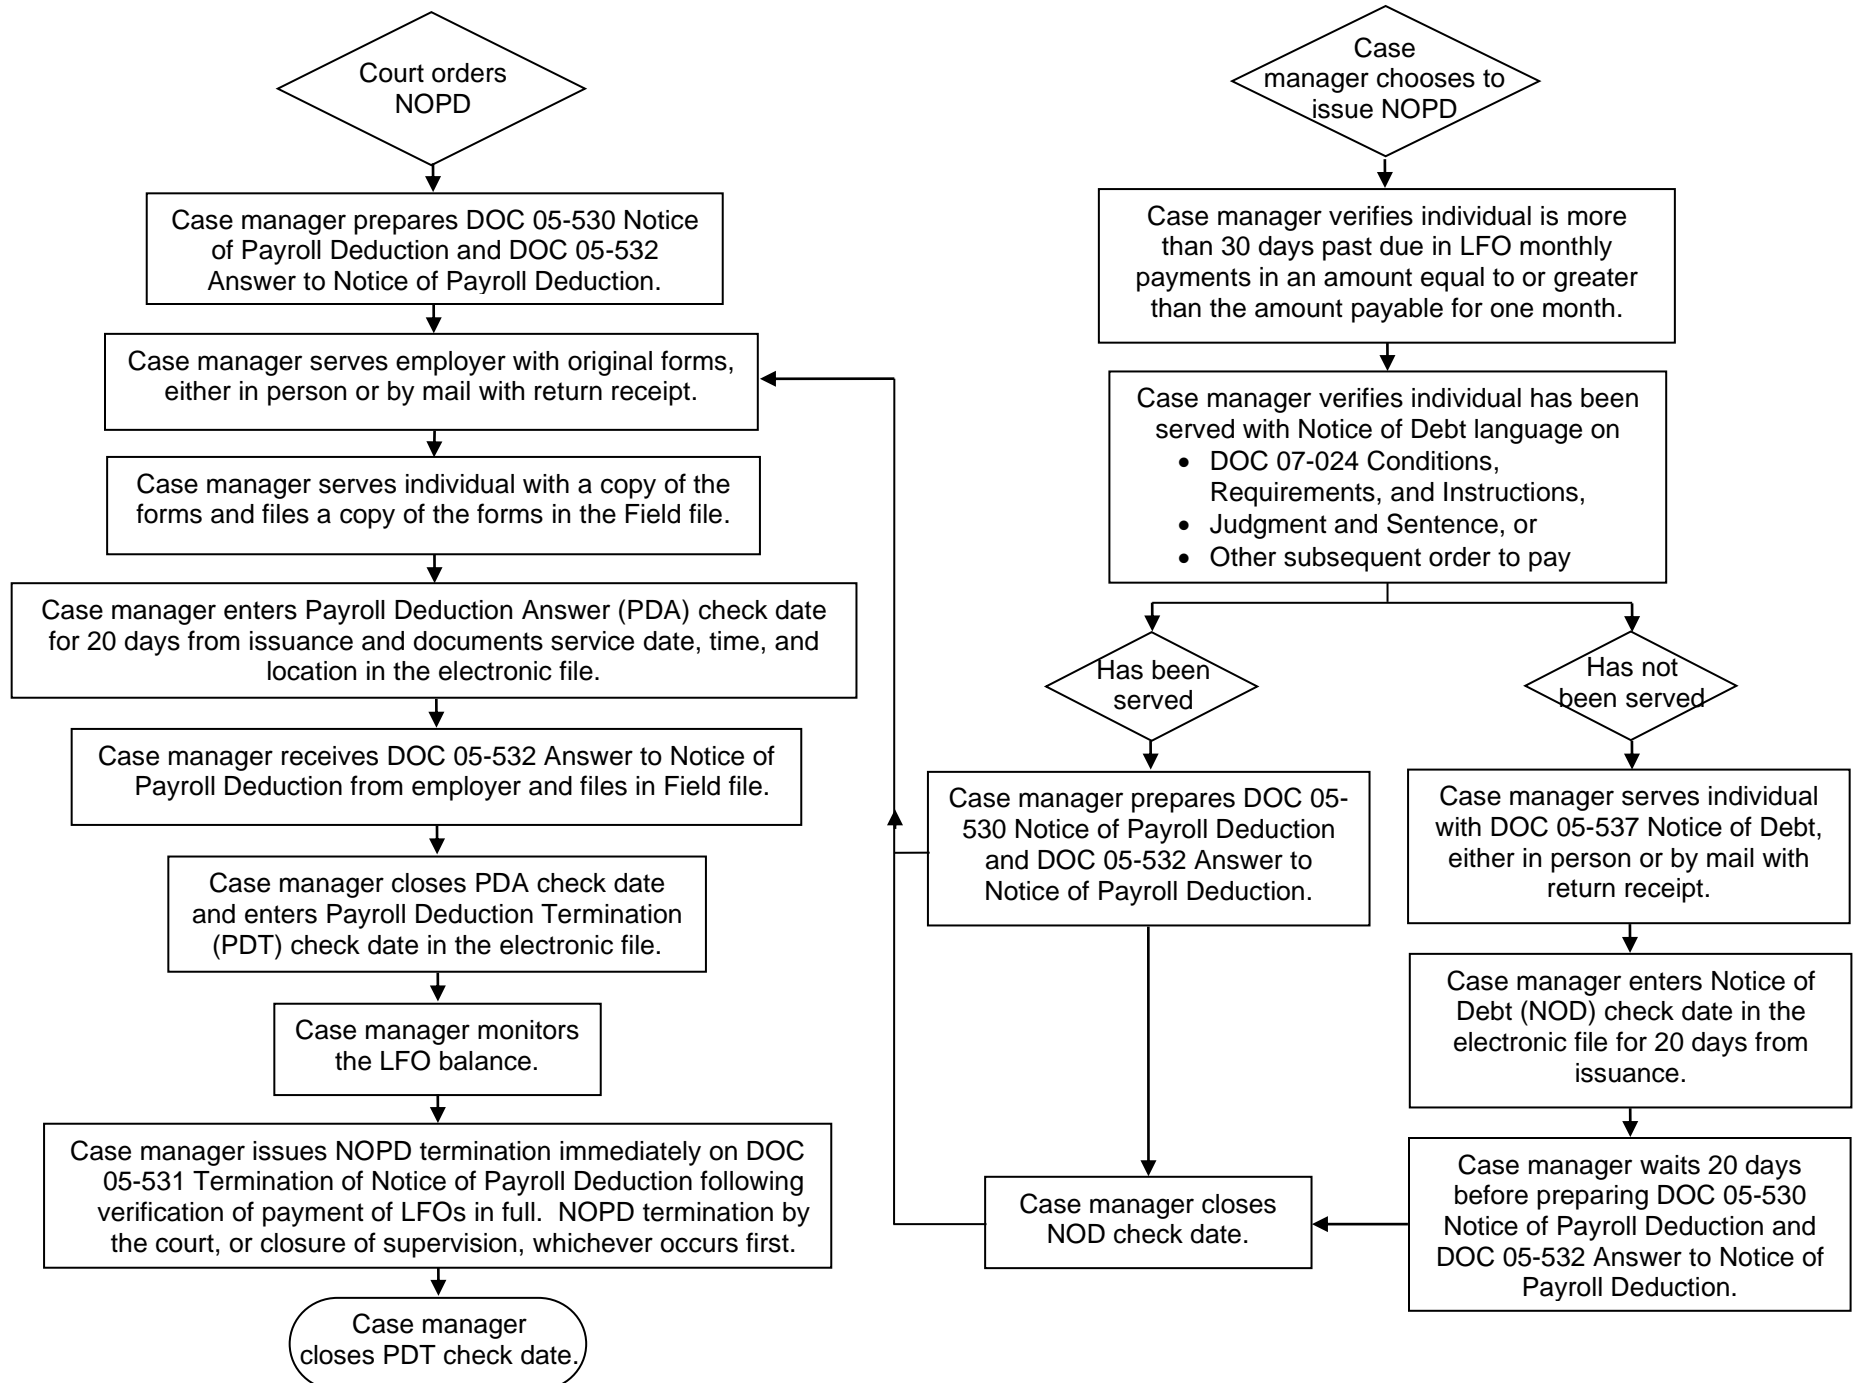 Court orders
NOPD
Case manager prepares DOC 05-530 Notice
of Payroll Deduction and DOC 05-532
Answer to Notice of Payroll Deduction.
Case manager serves employer with original forms,
either in person or by mail with return receipt.
Case manager serves individual with a copy of the
forms and files a copy of the forms in the Field file.
Case manager enters Payroll Deduction Answer (PDA) check date
for 20 days from issuance and documents service date, time, and
location in the electronic file.
Case manager receives DOC 05-532 Answer to Notice of
Payroll Deduction from employer and files in Field file.
Case manager closes PDA check date
and enters Payroll Deduction Termination
(PDT) check date in the electronic file.
Case manager monitors
the LFO balance.
Case manager issues NOPD termination immediately on DOC
05-531 Termination of Notice of Payroll Deduction following
verification of payment of LFOs in full.  NOPD termination by
the court, or closure of supervision, whichever occurs first.
Case manager
closes PDT check date.
Case
manager chooses to
issue NOPD
Case manager verifies individual is more
than 30 days past due in LFO monthly
payments in an amount equal to or greater
than the amount payable for one month.
Case manager verifies individual has been
served with Notice of Debt language on
• DOC 07-024 Conditions,
Requirements, and Instructions,
• Judgment and Sentence, or
• Other subsequent order to pay
Has been
served
Case manager prepares DOC 05-
530 Notice of Payroll Deduction
and DOC 05-532 Answer to
Notice of Payroll Deduction.
Has not
been served
Case manager serves individual
with DOC 05-537 Notice of Debt,
either in person or by mail with
return receipt.
Case manager enters Notice of
Debt (NOD) check date in the
electronic file for 20 days from
issuance.
Case manager waits 20 days
before preparing DOC 05-530
Notice of Payroll Deduction and
DOC 05-532 Answer to Notice of
Payroll Deduction.
Case manager closes
NOD check date.